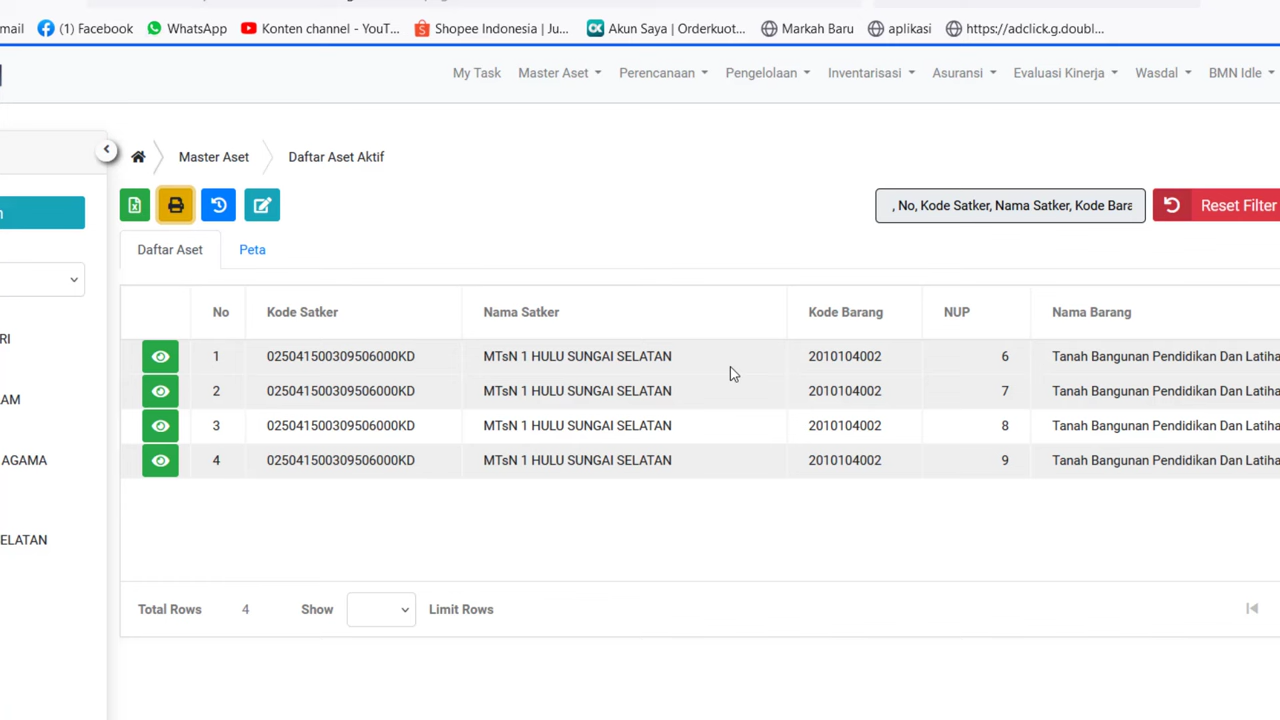 mail (1) Facebook WhatsApp Konten channel - YouT... Shopee Indonesia | Ju... Akun Saya | Orderkuot... Markah Baru aplikasi https://adclick.g.doubl...
My Task Master Aset Perencanaan Pengelolaan Inventarisasi Asuransi Evaluasi Kinerja Wasdal BMN Idle
Master Aset Daftar Aset Aktif
, No, Kode Satker, Nama Satker, Kode Bara Reset Filter
Daftar Aset Peta
No Kode Satker Nama Satker Kode Barang NUP Nama Barang
1 025041500309506000KD MTsN 1 HULU SUNGAI SELATAN 2010104002 6 Tanah Bangunan Pendidikan Dan Latiha
2 025041500309506000KD MTsN 1 HULU SUNGAI SELATAN 2010104002 7 Tanah Bangunan Pendidikan Dan Latiha
3 025041500309506000KD MTsN 1 HULU SUNGAI SELATAN 2010104002 8 Tanah Bangunan Pendidikan Dan Latiha
4 025041500309506000KD MTsN 1 HULU SUNGAI SELATAN 2010104002 9 Tanah Bangunan Pendidikan Dan Latiha
RI
AM
AGAMA
ELATAN
Total Rows 4 Show Limit Rows